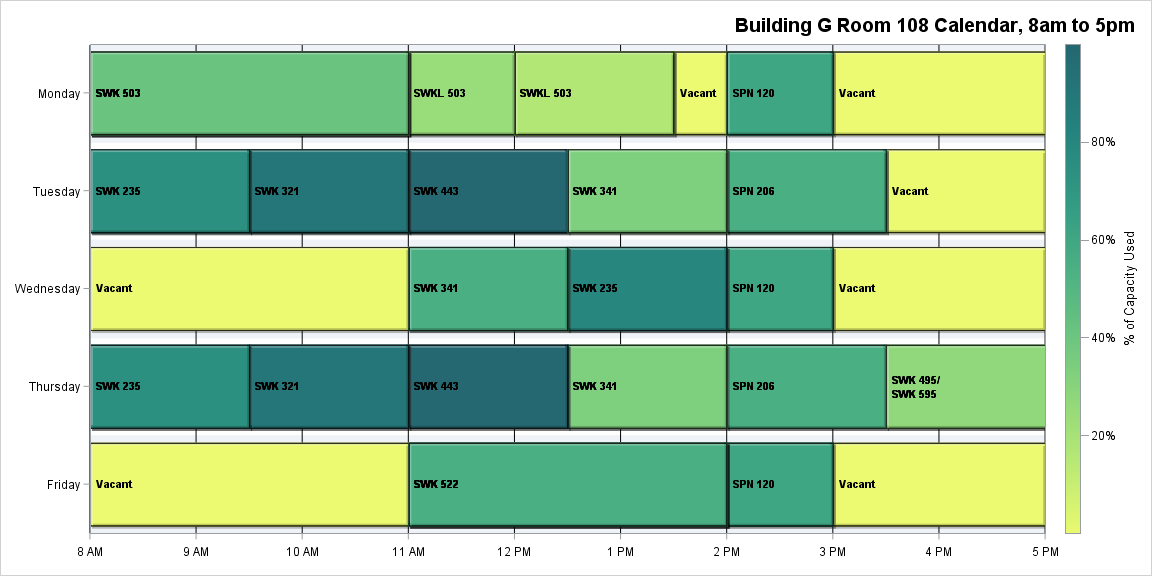 Building G Room 108 Calendar, 8am to 5pm
Monday
SWK 503
SWKL 503
SWKL 503
Vacant
SPN 120
Vacant
Tuesday
SWK 235
SWK 321
SWK 443
SWK 341
SPN 206
Vacant
Wednesday
Vacant
SWK 341
SWK 235
SPN 120
Vacant
Thursday
SWK 235
SWK 321
SWK 443
SWK 341
SPN 206
SWK 495/
SWK 595
Friday
Vacant
SWK 522
SPN 120
Vacant
8 AM
9 AM
10 AM
11 AM
12 PM
1 PM
2 PM
3 PM
4 PM
5 PM
80%
60%
40%
20%
% of Capacity Used